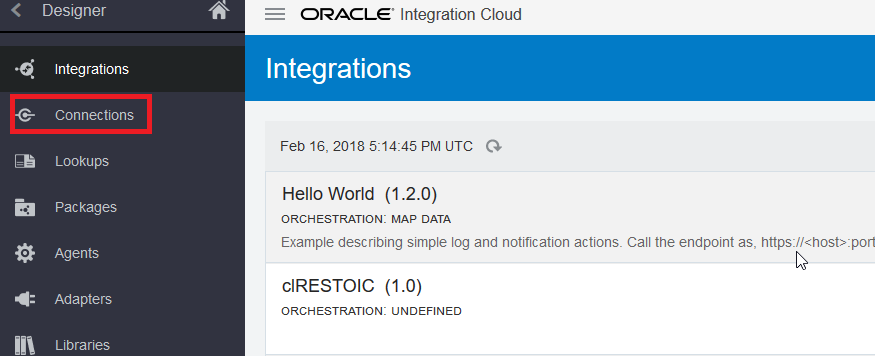 Designer
Integrations
Connections
Lookups
Packages
Agents
Adapters
Libraries
ORACLE® Integration Cloud
Integrations
Feb 16, 2018 5:14:45 PM UTC
Hello World (1.2.0)
ORCHESTRATION: MAP DATA
Example describing simple log and notification actions. Call the endpoint as, https://<host>:port
clRESTOIC (1.0)
ORCHESTRATION: UNDEFINED